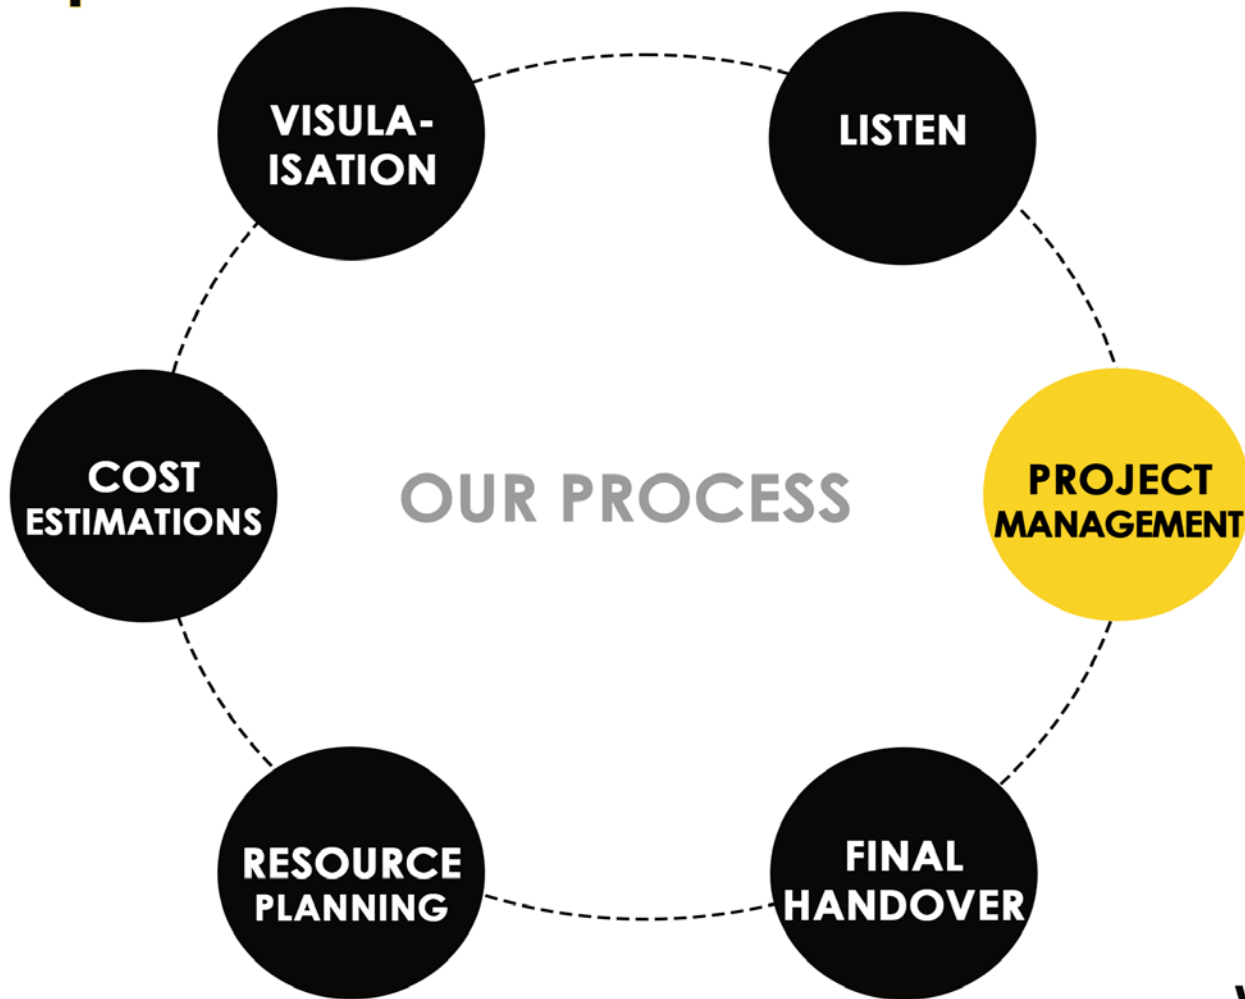 VISULA-
ISATION
LISTEN
COST
ESTIMATIONS
OUR PROCESS
PROJECT
MANAGEMENT
RESOURCE
PLANNING
FINAL
HANDOVER